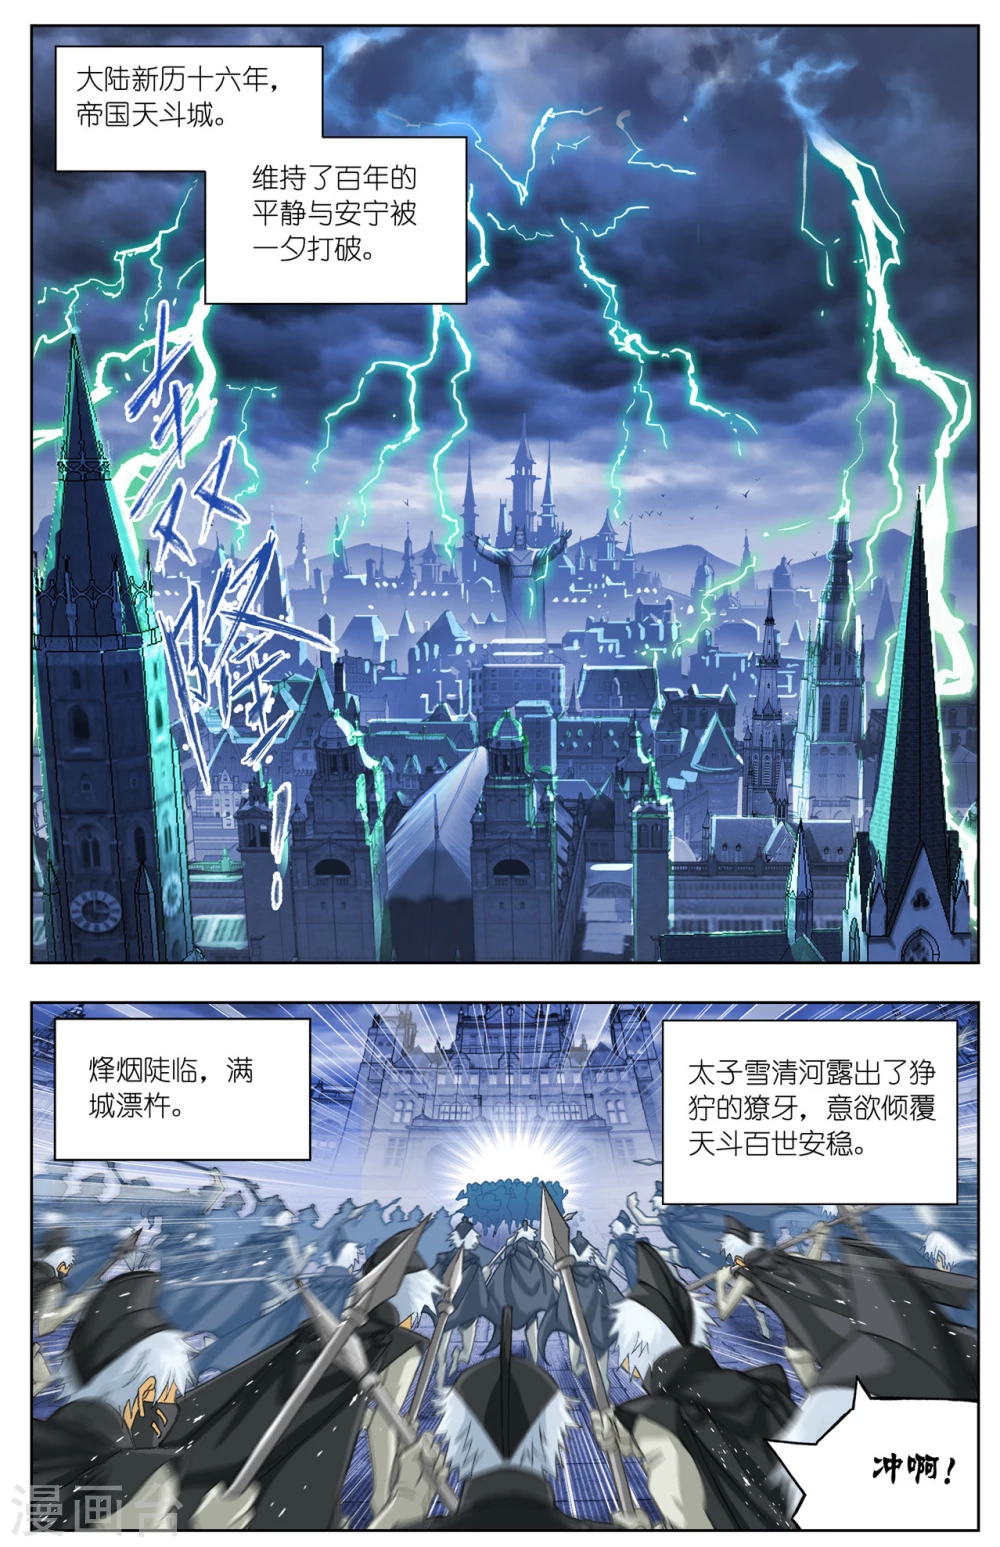 大陆新历十六年，
帝国天斗城。
维持了百年的
平静与安宁被
一夕打破。
轰隆！
烽烟陡临，满
城漂杵。
太子雪清河露出了狰
狞的獠牙，意欲倾覆
天斗百世安稳。
冲啊！
漫画台